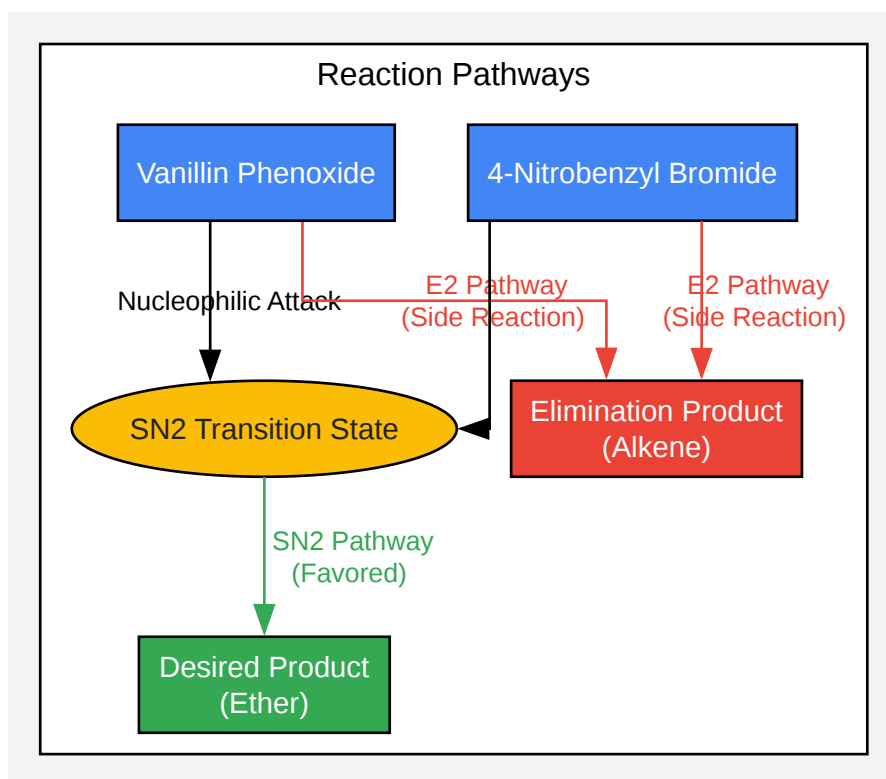 Reaction Pathways
Vanillin Phenoxide
4-Nitrobenzyl Bromide
Nucleophilic Attack
E2 Pathway
(Side Reaction)
E2 Pathway
(Side Reaction)
SN2 Transition State
Elimination Product
(Alkene)
SN2 Pathway
(Favored)
Desired Product
(Ether)